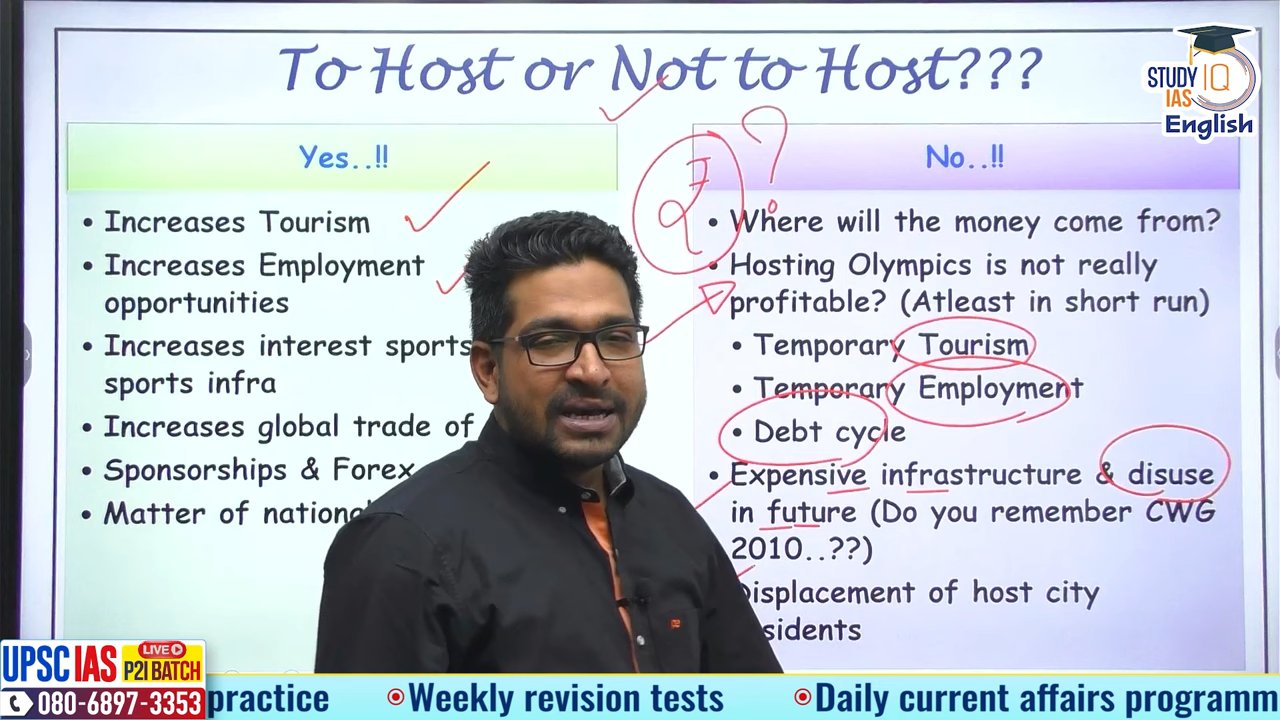 To Host or Not to Host???
STUDY IQ
IAS
English
Yes..!!
• Increases Tourism
• Increases Employment
opportunities
• Increases interest sports
sports infra
• Increases global trade of
• Sponsorships & Forex
• Matter of
₹ ?
No..!!
• Where will the money come from?
• Hosting Olympics is not really
profitable? (Atleast in short run)
• Temporary Tourism
• Temporary Employment
• Debt cycle
• Expensive infrastructure & disuse
in future (Do you remember CWG
2010..??)
Displacement of host city
UPSC IAS LIVE P2I BATCH
080-6897-3353
practice Weekly revision tests Daily current affairs programm